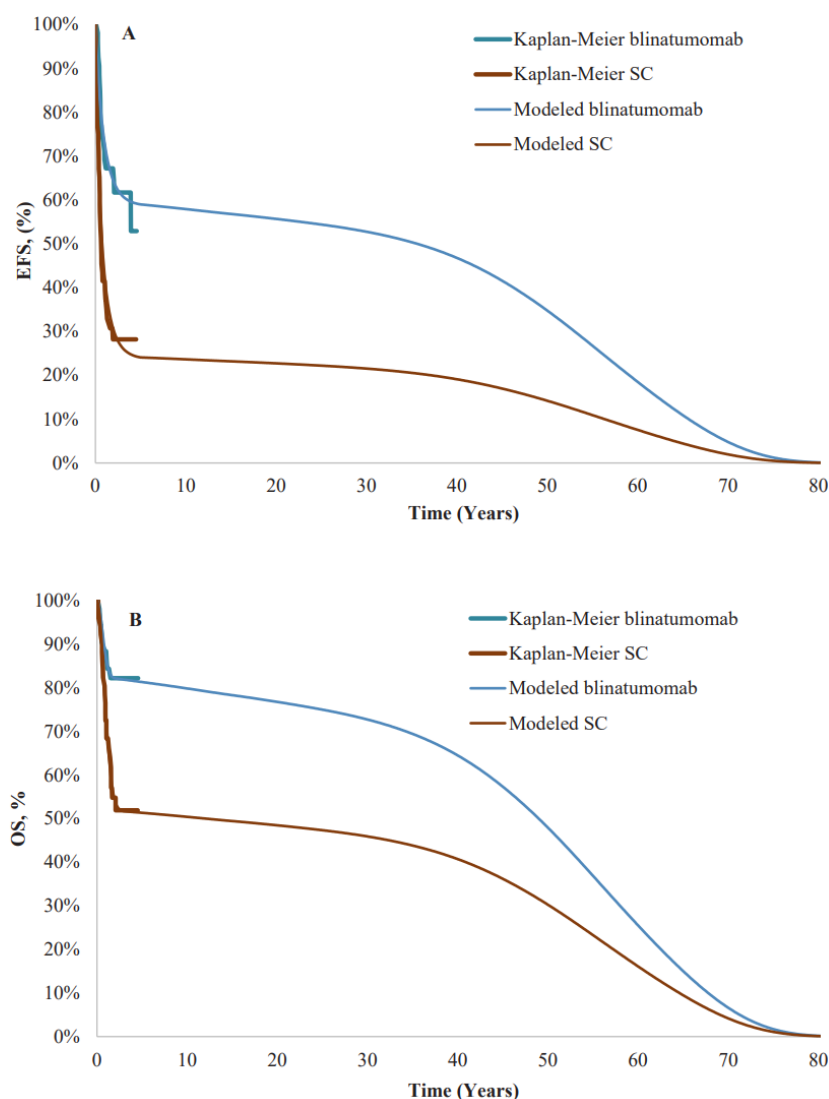 A
Kaplan-Meier blinatumomab
Kaplan-Meier SC
Modeled blinatumomab
Modeled SC
EFS, (%)
100%
90%
80%
70%
60%
50%
40%
30%
20%
10%
0%
0 10 20 30 40 50 60 70 80
Time (Years)
B
Kaplan-Meier blinatumomab
Kaplan-Meier SC
Modeled blinatumomab
Modeled SC
OS, %
100%
90%
80%
70%
60%
50%
40%
30%
20%
10%
0%
0 10 20 30 40 50 60 70 80
Time (Years)